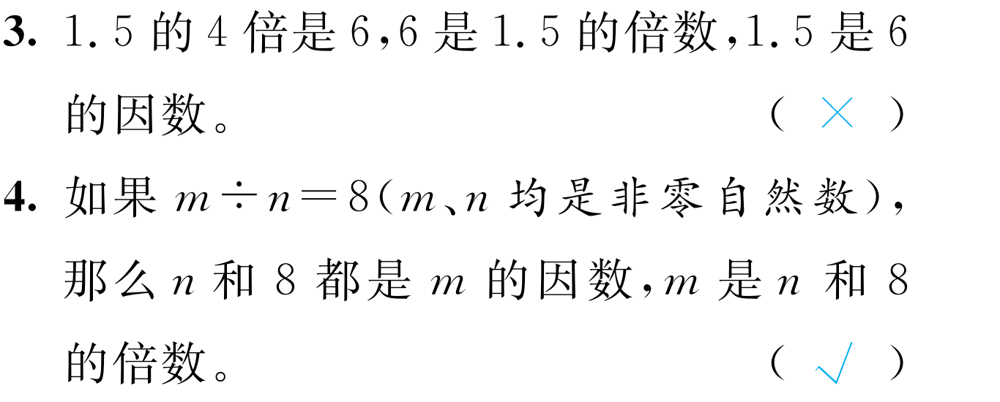 3. 1.5 的 4 倍是 6,6 是 1.5 的倍数,1.5 是 6
的因数。 ( × )
4. 如果 m÷n=8(m、n 均是非零自然数),
那么 n 和 8 都是 m 的因数,m 是 n 和 8
的倍数。 ( √ )